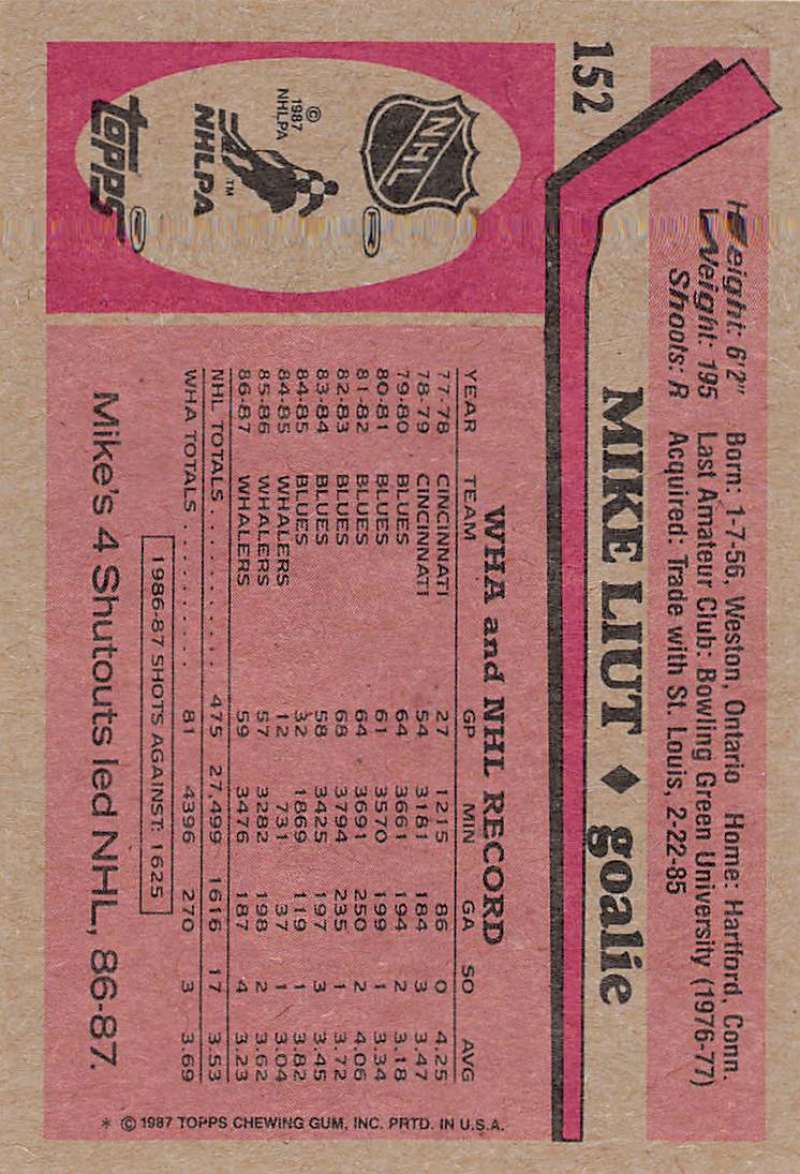 152
Height: 6'2" Born: 1-7-56, Weston, Ontario Home: Hartford, Conn.
Weight: 195 Last Amateur Club: Bowling Green University (1976-77)
Shoots: R Acquired: Trade with St. Louis, 2-22-85
MIKE LIUT ♦ goalie
NHL
© 1987 NHLPA
NHLPA ™
TOPPS
WHA and NHL RECORD
YEAR TEAM GP MIN GA SO AVG
77-78 CINCINNATI 27 1215 86 0 4.25
78-79 CINCINNATI 54 3181 184 3 3.47
79-80 BLUES 64 3661 194 2 3.18
80-81 BLUES 61 3570 199 1 3.34
81-82 BLUES 64 3691 250 2 4.06
82-83 BLUES 68 3794 235 1 3.72
83-84 BLUES 58 3425 197 3 3.45
84-85 BLUES 32 1869 119 1 3.82
84-85 WHALERS 12 731 37 1 3.04
85-86 WHALERS 57 3282 198 2 3.62
86-87 WHALERS 59 3476 187 4 3.23
NHL TOTALS . . . . . . . . . . 475 27,499 1616 17 3.53
WHA TOTALS . . . . . . . . . . 81 4396 270 3 3.69
1986-87 SHOTS AGAINST: 1625
Mike's 4 Shutouts led NHL, 86-87.
* © 1987 TOPPS CHEWING GUM, INC. PRTD. IN U.S.A.